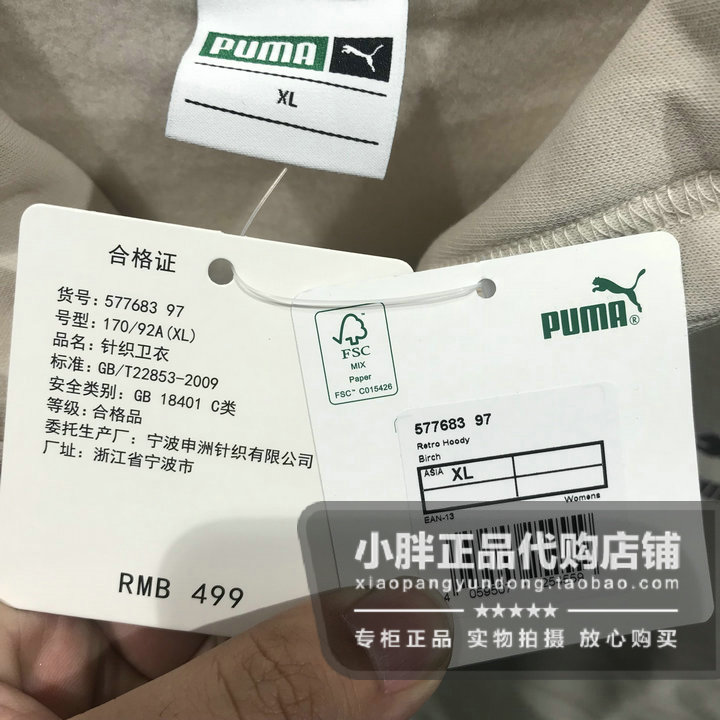 PUMA
XL
合格证
货号: 577683 97
号型: 170/92A(XL)
品名: 针织卫衣
标准: GB/T22853-2009
安全类别: GB 18401 C类
等级: 合格品
委托生产厂: 宁波申洲针织有限公司
厂址: 浙江省宁波市
RMB 499
FSC
MIX
Paper
FSC™ C015426
PUMA®
577683 97
Retro Hoody
Birch
ASIA XL
Womens
EAN-13
小胖正品代购店铺
xiaopangyundong.taobao.com
★★★★★
专柜正品 实物拍摄 放心购买